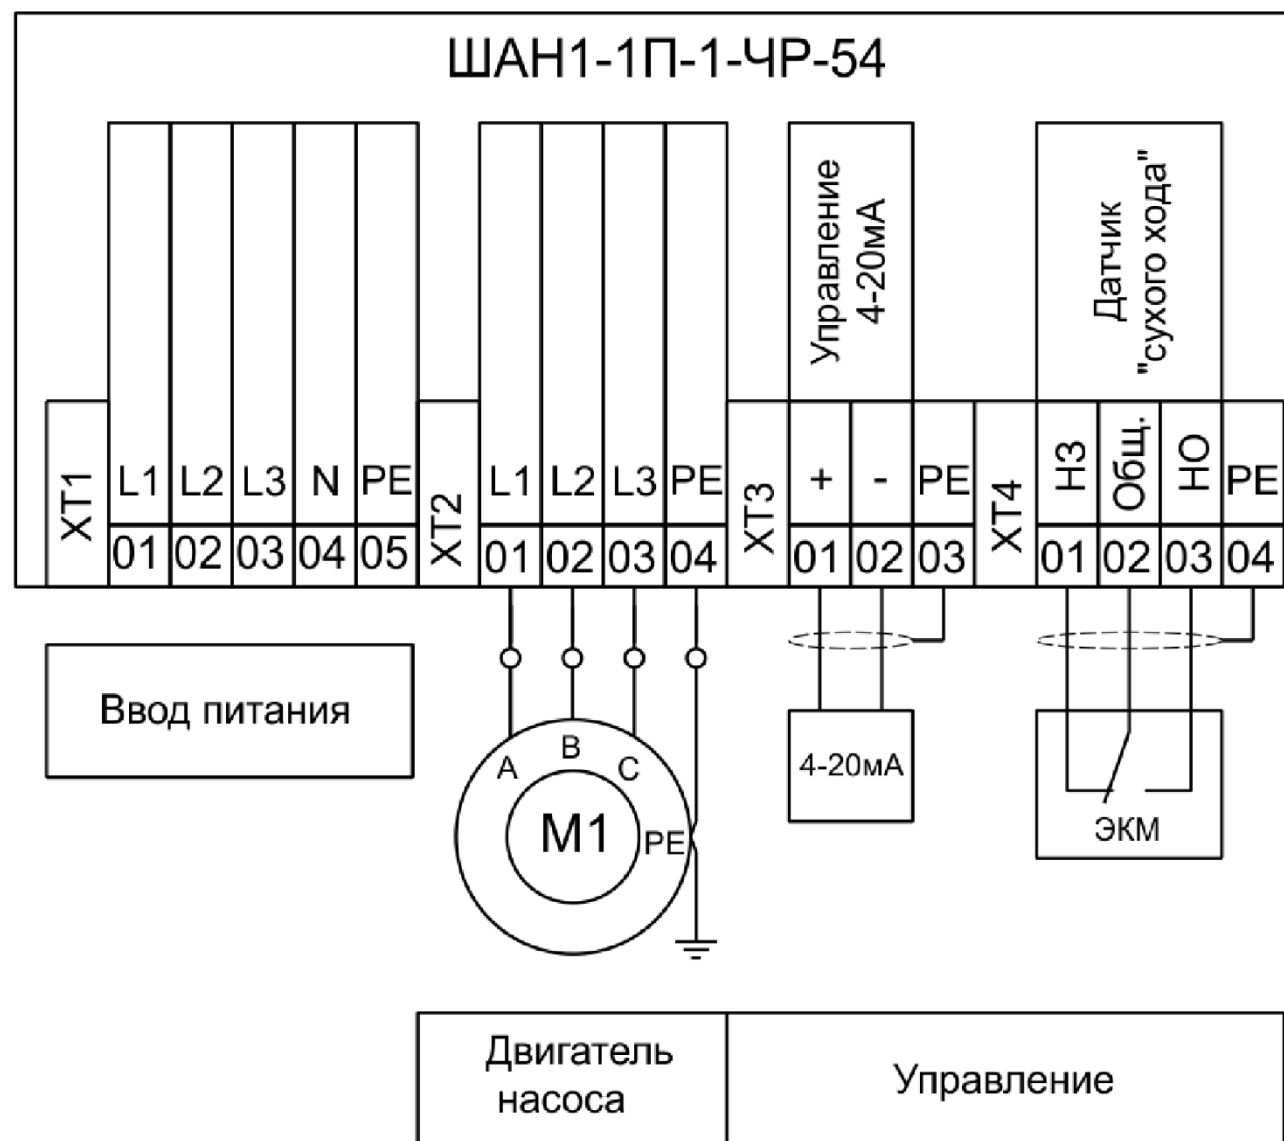 ШАН1-1П-1-ЧР-54
Управление
4-20мА
Датчик
"сухого хода"
XT1
L1 L2 L3 N PE
01 02 03 04 05
XT2
L1 L2 L3 PE
01 02 03 04
XT3
+ - PE
01 02 03
XT4
НЗ Общ. НО PE
01 02 03 04
Ввод питания
A B C
M1
PE
4-20мА
ЭКМ
Двигатель
насоса
Управление